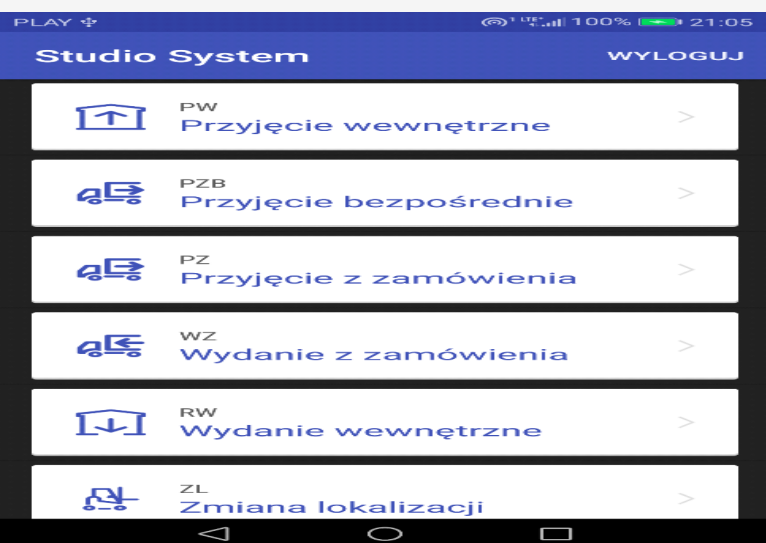 PLAY 100% 21:05
Studio System WYLOGUJ
PW
Przyjęcie wewnętrzne
PZB
Przyjęcie bezpośrednie
PZ
Przyjęcie z zamówienia
WZ
Wydanie z zamówienia
RW
Wydanie wewnętrzne
ZL
Zmiana lokalizacji